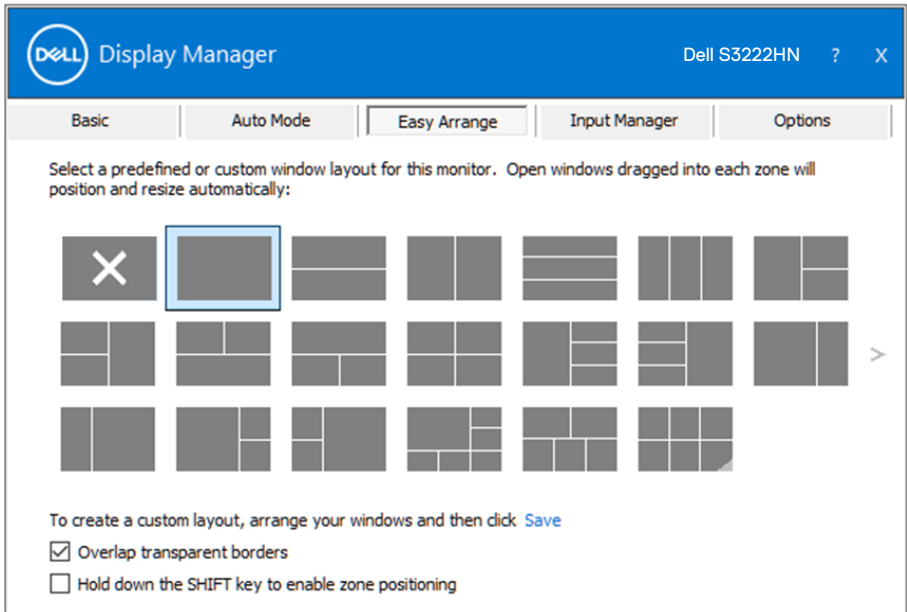 DELL Display Manager
Dell S3222HN ? X
Basic Auto Mode Easy Arrange Input Manager Options
Select a predefined or custom window layout for this monitor. Open windows dragged into each zone will
position and resize automatically:
>
To create a custom layout, arrange your windows and then click Save
Overlap transparent borders
Hold down the SHIFT key to enable zone positioning